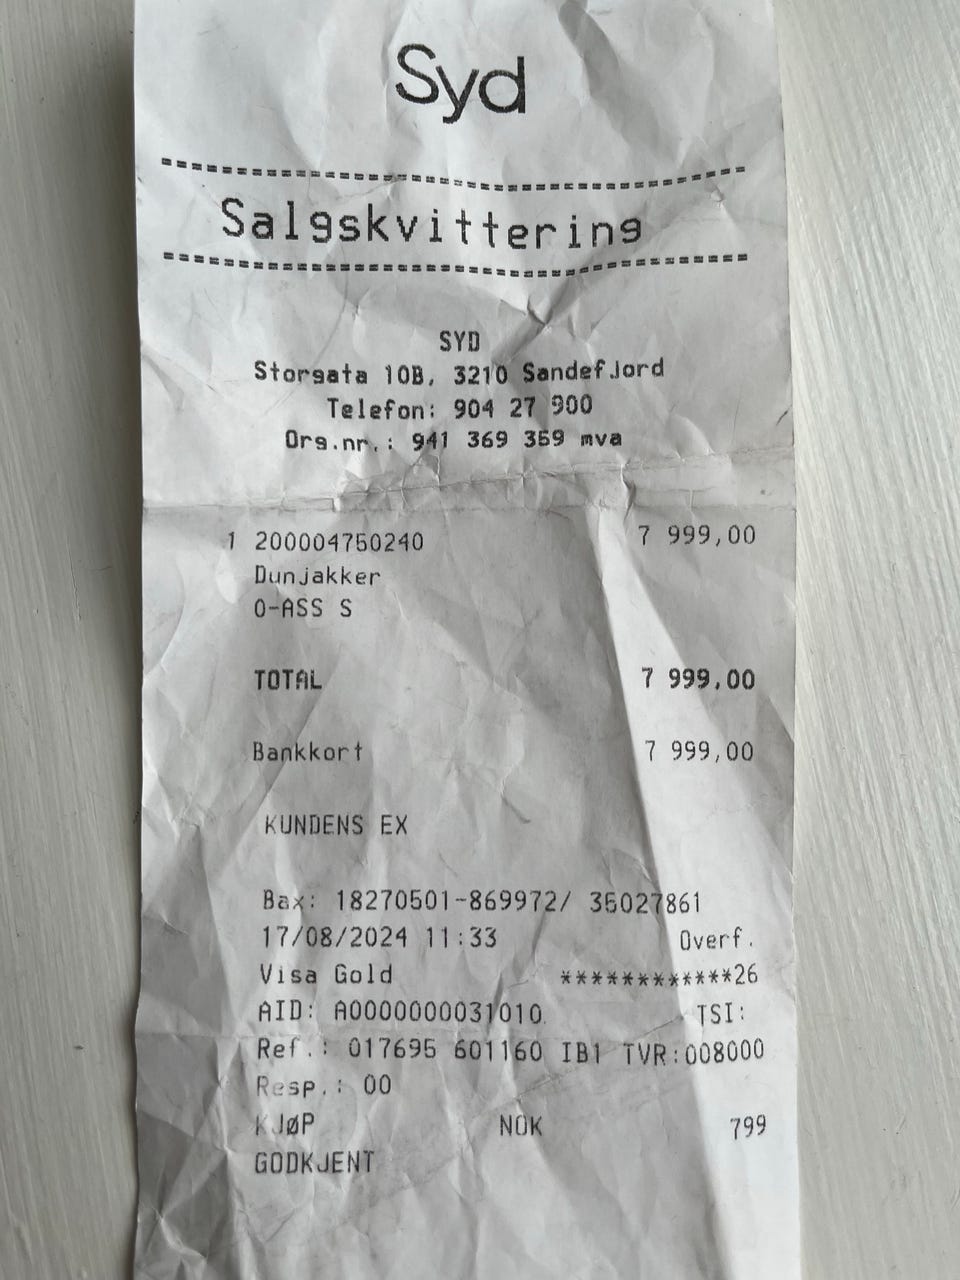 Syd
Salgskvittering
SYD
Storgata 10B, 3210 Sandefjord
Telefon: 904 27 900
Org.nr.: 941 369 359 mva
1 200004750240 7 999,00
Dunjakker
O-ASS S
TOTAL 7 999,00
Bankkort 7 999,00
KUNDENS EX
Bax: 18270501-869972/ 35027861
17/08/2024 11:33 Overf.
Visa Gold ************26
AID: A0000000031010 TSI:
Ref.: 017695 601160 IB1 TVR:008000
Resp.: 00
KJØP NOK 799
GODKJENT